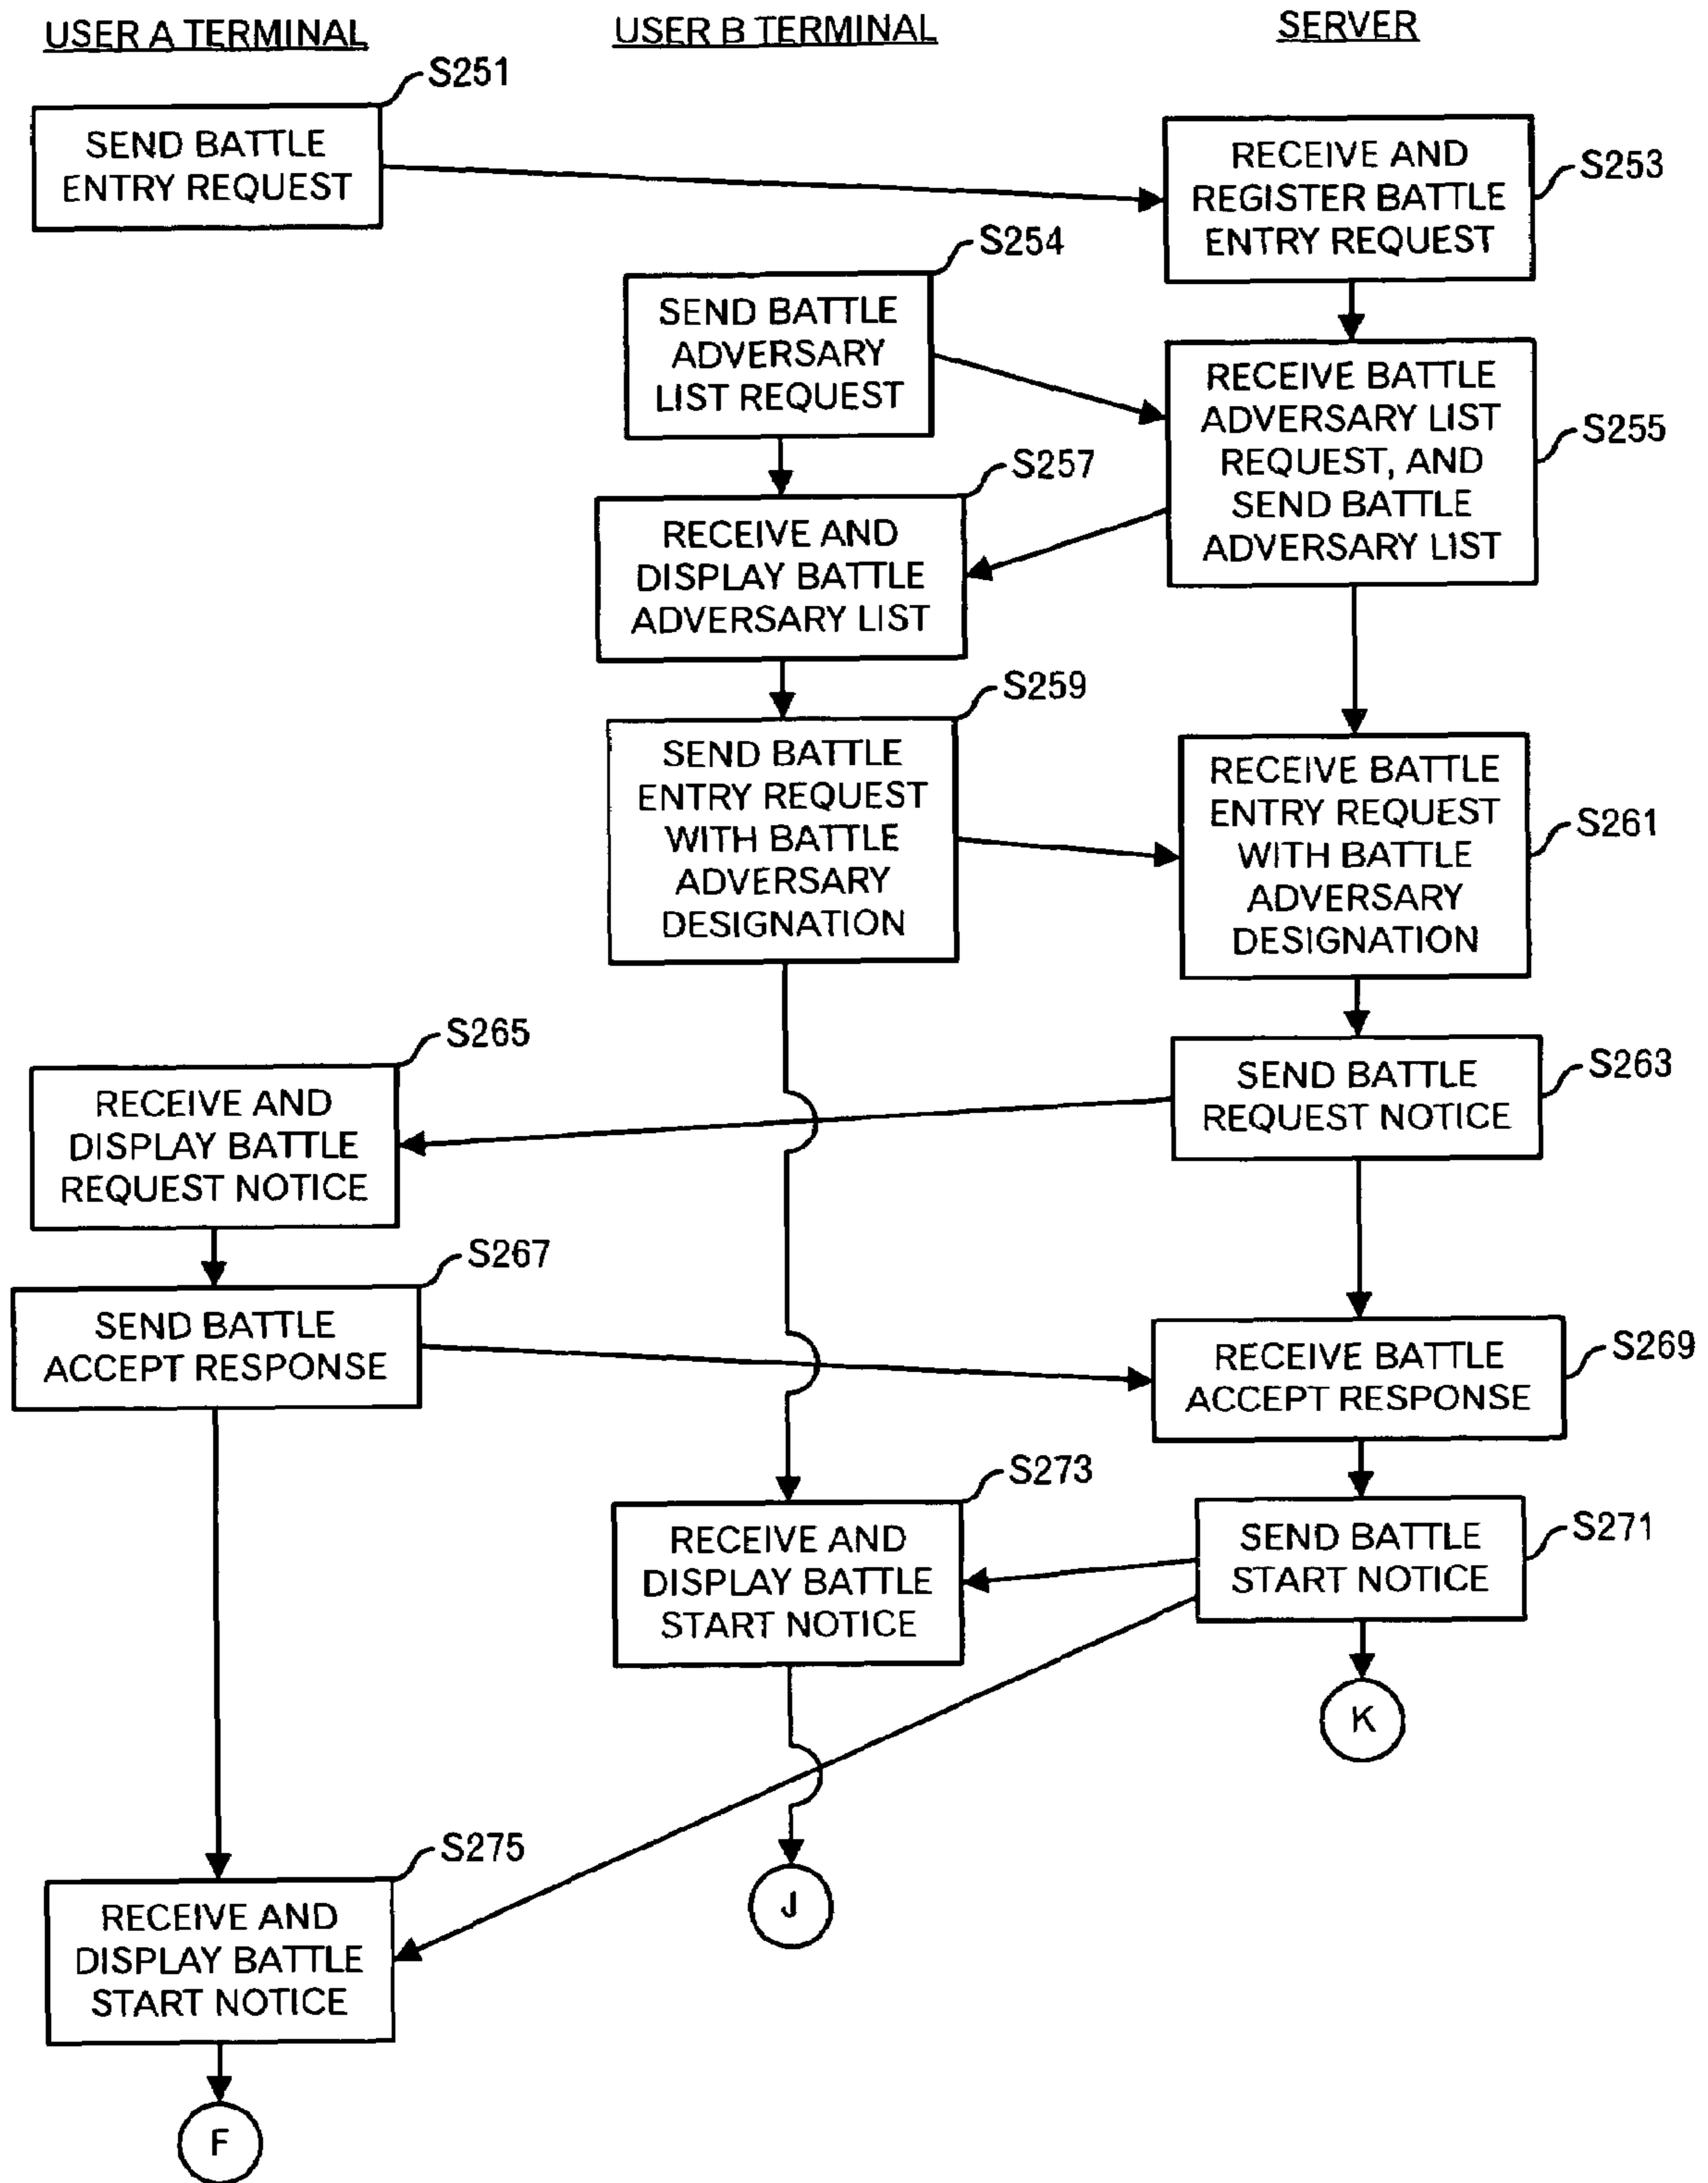 USER A TERMINAL
USER B TERMINAL
SERVER
S251
SEND BATTLE
ENTRY REQUEST
RECEIVE AND
REGISTER BATTLE
ENTRY REQUEST
S253
S254
SEND BATTLE
ADVERSARY
LIST REQUEST
RECEIVE BATTLE
ADVERSARY LIST
REQUEST, AND
SEND BATTLE
ADVERSARY LIST
S255
S257
RECEIVE AND
DISPLAY BATTLE
ADVERSARY LIST
S259
SEND BATTLE
ENTRY REQUEST
WITH BATTLE
ADVERSARY
DESIGNATION
RECEIVE BATTLE
ENTRY REQUEST
WITH BATTLE
ADVERSARY
DESIGNATION
S261
S265
RECEIVE AND
DISPLAY BATTLE
REQUEST NOTICE
SEND BATTLE
REQUEST NOTICE
S263
S267
SEND BATTLE
ACCEPT RESPONSE
RECEIVE BATTLE
ACCEPT RESPONSE
S269
S273
RECEIVE AND
DISPLAY BATTLE
START NOTICE
SEND BATTLE
START NOTICE
S271
K
J
S275
RECEIVE AND
DISPLAY BATTLE
START NOTICE
F